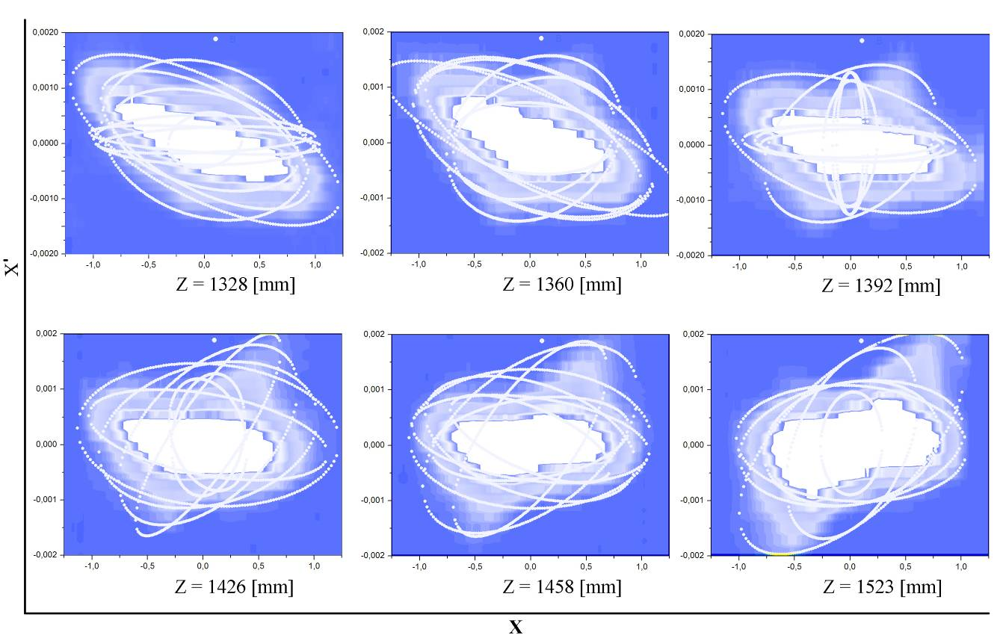 0,0020
0,0010
0,0000
-0,0010
-0,0020
-1,0 -0,5 0,0 0,5 1,0
Z = 1328 [mm]
0,002
0,001
0,000
-0,001
-0,002
-1,0 -0,5 0,0 0,5 1,0
Z = 1360 [mm]
0,0020
0,0010
0,0000
-0,0010
-0,0020
-1,0 -0,5 0,0 0,5 1,0
Z = 1392 [mm]
X'
0,002
0,001
0,000
-0,001
-0,002
-1,0 -0,5 0,0 0,5 1,0
Z = 1426 [mm]
0,002
0,001
0,000
-0,001
-0,002
-1,0 -0,5 0,0 0,5 1,0
Z = 1458 [mm]
0,002
0,001
0,000
-0,001
-0,002
-1,0 -0,5 0,0 0,5 1,0
Z = 1523 [mm]
X